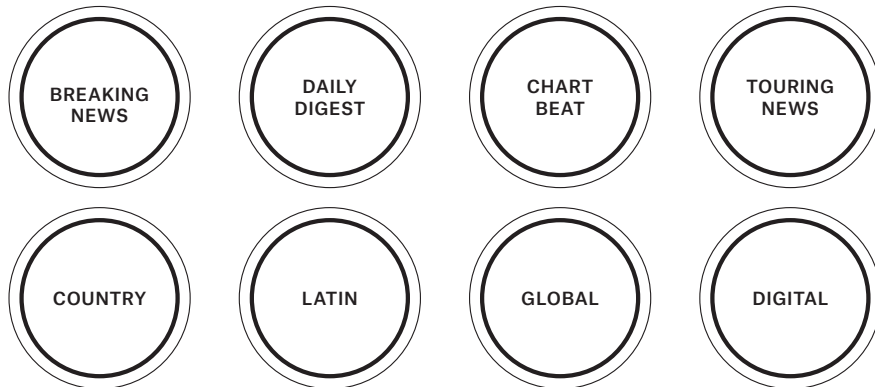 BREAKING
NEWS
DAILY
DIGEST
CHART
BEAT
TOURING
NEWS
COUNTRY
LATIN
GLOBAL
DIGITAL